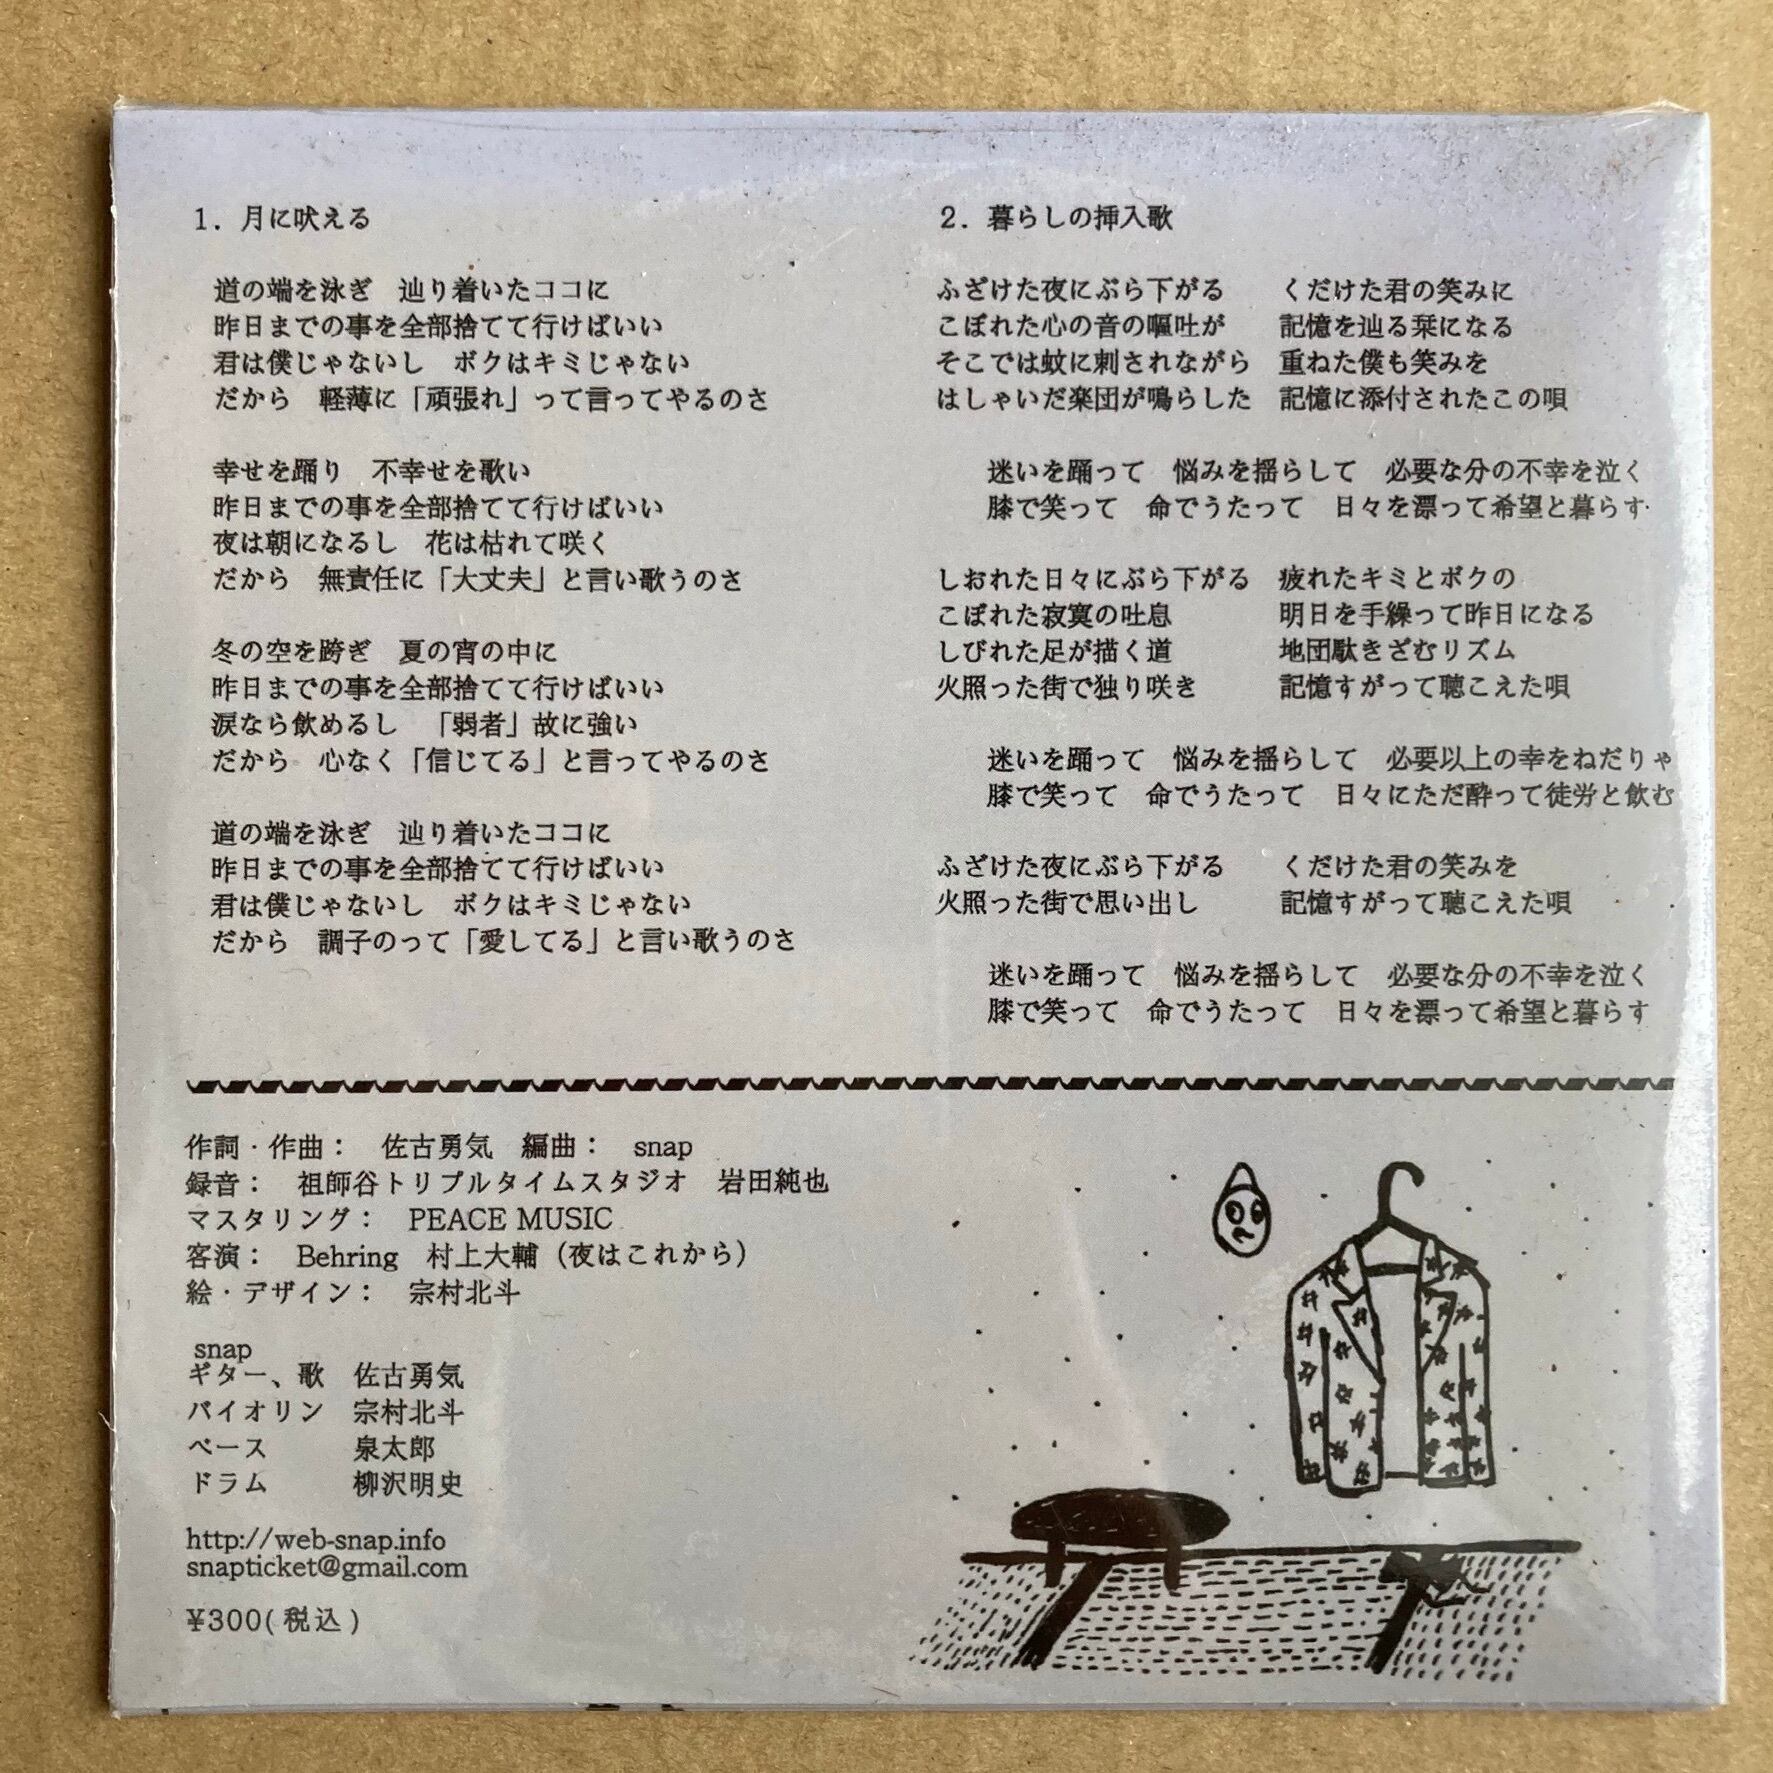 1. 月に吠える
道の端を泳ぎ　辿り着いたココに
昨日までの事を全部捨てて行けばいい
君は僕じゃないし　ボクはキミじゃない
だから　軽薄に「頑張れ」って言ってやるのさ
幸せを踊り　不幸せを歌い
昨日までの事を全部捨てて行けばいい
夜は朝になるし　花は枯れて咲く
だから　無責任に「大丈夫」と言い歌うのさ
冬の空を跨ぎ　夏の宵の中に
昨日までの事を全部捨てて行けばいい
涙なら飲めるし　「弱者」故に強い
だから　心なく「信じてる」と言ってやるのさ
道の端を泳ぎ　辿り着いたココに
昨日までの事を全部捨てて行けばいい
君は僕じゃないし　ボクはキミじゃない
だから　調子のって「愛してる」と言い歌うのさ
2. 暮らしの挿入歌
ふざけた夜にぶら下がる　くだけた君の笑みに
こぼれた心の音の嘔吐が　記憶を辿る栞になる
そこでは蚊に刺されながら　重ねた僕も笑みを
はしゃいだ楽団が鳴らした　記憶に添付されたこの唄
迷いを踊って　悩みを揺らして　必要な分の不幸を泣く
膝で笑って　命でうたって　日々を漂って希望と暮らす
しおれた日々にぶら下がる　疲れたキミとボクの
こぼれた寂寞の吐息　明日を手繰って昨日になる
しびれた足が描く道　地団駄きざむリズム
火照った街で独り咲き　記憶すがって聴こえた唄
迷いを踊って　悩みを揺らして　必要以上の幸をねだりゃ
膝で笑って　命でうたって　日々にただ酔って徒労と飲む
ふざけた夜にぶら下がる　くだけた君の笑みを
火照った街で思い出し　記憶すがって聴こえた唄
迷いを踊って　悩みを揺らして　必要な分の不幸を泣く
膝で笑って　命でうたって　日々を漂って希望と暮らす
作詞・作曲：　佐古勇気　編曲：　snap
録音：　祖師谷トリプルタイムスタジオ　岩田純也
マスタリング：　PEACE MUSIC
客演：　Behring　村上大輔（夜はこれから）
絵・デザイン：　宗村北斗
snap
ギター、歌　佐古勇気
バイオリン　宗村北斗
ベース　泉太郎
ドラム　柳沢明史
http://web-snap.info
snapticket@gmail.com
¥300(税込)